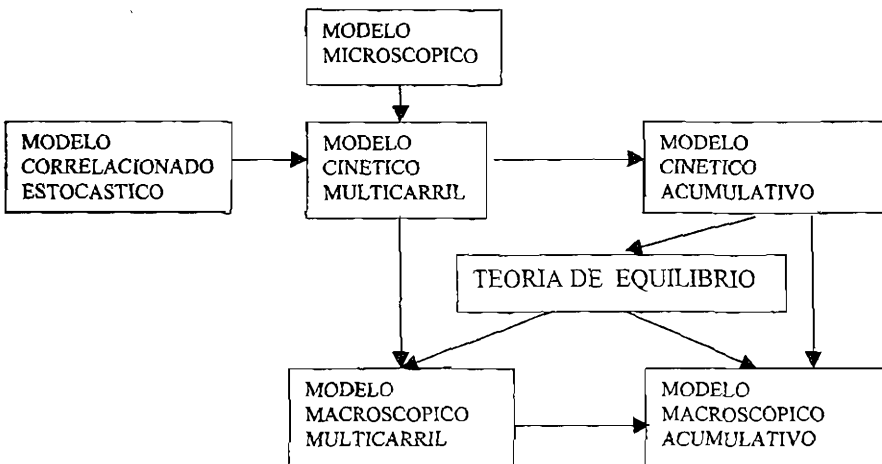 MODELO
MICROSCOPICO
MODELO
CORRELACIONADO
ESTOCASTICO
MODELO
CINETICO
MULTICARRIL
MODELO
CINETICO
ACUMULATIVO
TEORIA DE EQUILIBRIO
MODELO
MACROSCOPICO
MULTICARRIL
MODELO
MACROSCOPICO
ACUMULATIVO